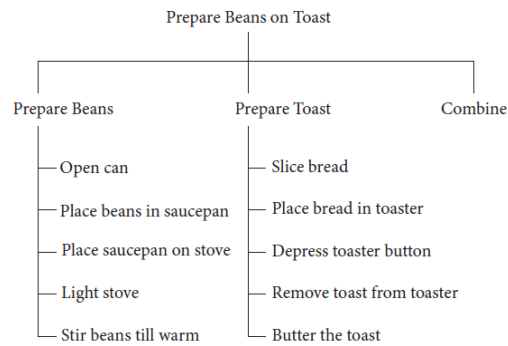 Prepare Beans on Toast
Prepare Beans
Prepare Toast
Combine
Open can
Place beans in saucepan
Place saucepan on stove
Light stove
Stir beans till warm
Slice bread
Place bread in toaster
Depress toaster button
Remove toast from toaster
Butter the toast